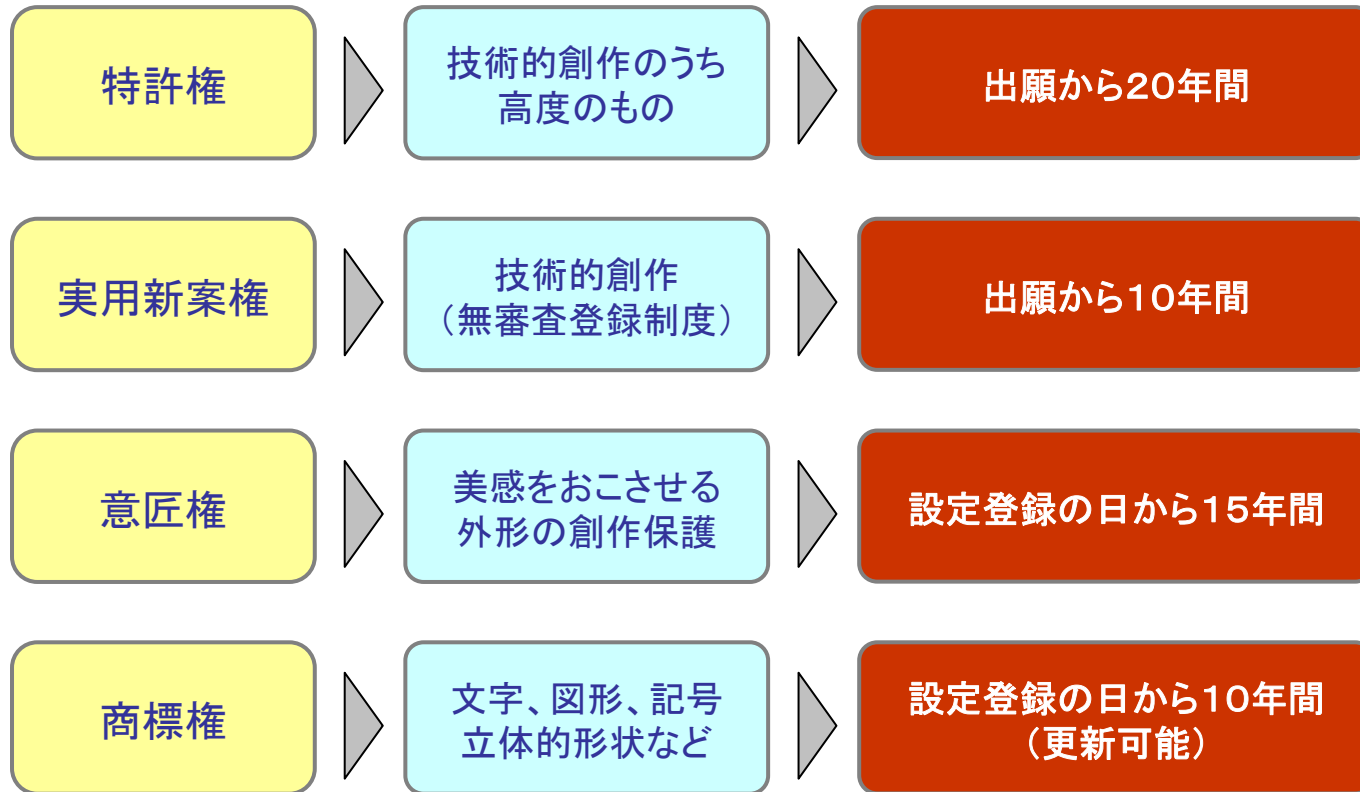 特許権
技術的創作のうち
高度のもの
出願から２０年間
実用新案権
技術的創作
（無審査登録制度）
出願から１０年間
意匠権
美感をおこさせる
外形の創作保護
設定登録の日から１５年間
商標権
文字、図形、記号
立体的形状など
設定登録の日から１０年間
（更新可能）